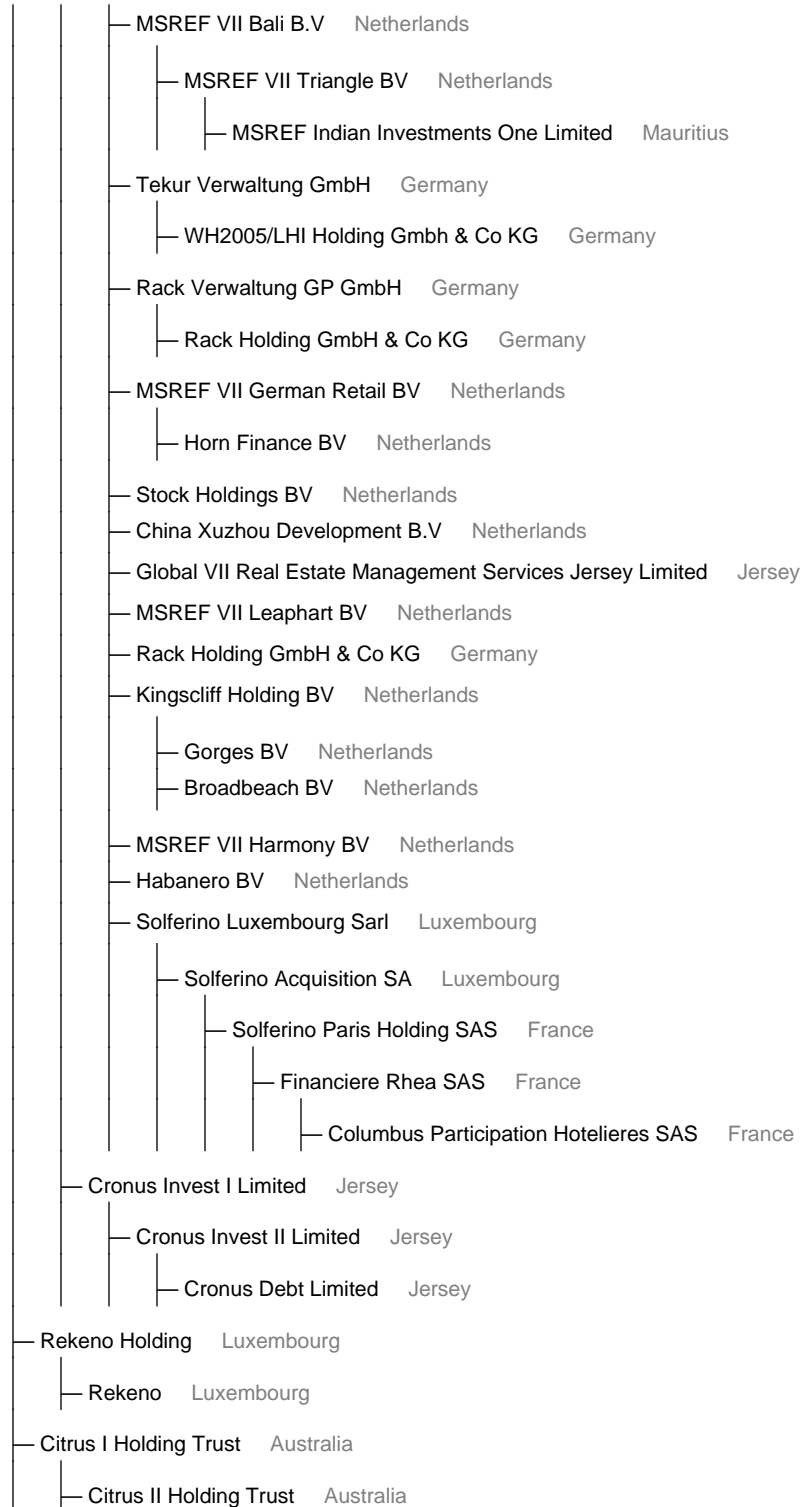 MSREF VII Bali B.V Netherlands
MSREF VII Triangle BV Netherlands
MSREF Indian Investments One Limited Mauritius
Tekur Verwaltung GmbH Germany
WH2005/LHI Holding Gmbh & Co KG Germany
Rack Verwaltung GP GmbH Germany
Rack Holding GmbH & Co KG Germany
MSREF VII German Retail BV Netherlands
Horn Finance BV Netherlands
Stock Holdings BV Netherlands
China Xuzhou Development B.V Netherlands
Global VII Real Estate Management Services Jersey Limited Jersey
MSREF VII Leaphart BV Netherlands
Rack Holding GmbH & Co KG Germany
Kingscliff Holding BV Netherlands
Gorges BV Netherlands
Broadbeach BV Netherlands
MSREF VII Harmony BV Netherlands
Habanero BV Netherlands
Solferino Luxembourg Sarl Luxembourg
Solferino Acquisition SA Luxembourg
Solferino Paris Holding SAS France
Financiere Rhea SAS France
Columbus Participation Hotelieres SAS France
Cronus Invest I Limited Jersey
Cronus Invest II Limited Jersey
Cronus Debt Limited Jersey
Rekeno Holding Luxembourg
Rekeno Luxembourg
Citrus I Holding Trust Australia
Citrus II Holding Trust Australia